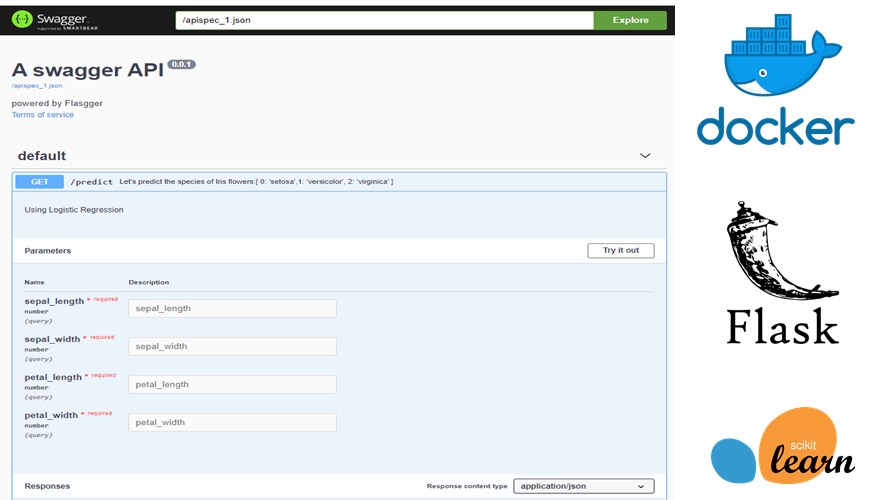 Swagger.
Supported by SMARTBEAR
/apispec_1.json
Explore
A swagger API 0.0.1
/apispec_1.json
powered by Flasgger
Terms of service
default
GET /predict Let's predict the species of Iris flowers:[ 0: 'setosa',1: 'versicolor', 2: 'virginica' ]
Using Logistic Regression
Parameters
Try it out
Name Description
sepal_length * required
number
(query)
sepal_length
sepal_width * required
number
(query)
sepal_width
petal_length * required
number
(query)
petal_length
petal_width * required
number
(query)
petal_width
Responses
Response content type application/json
docker
Flask
scikit
learn